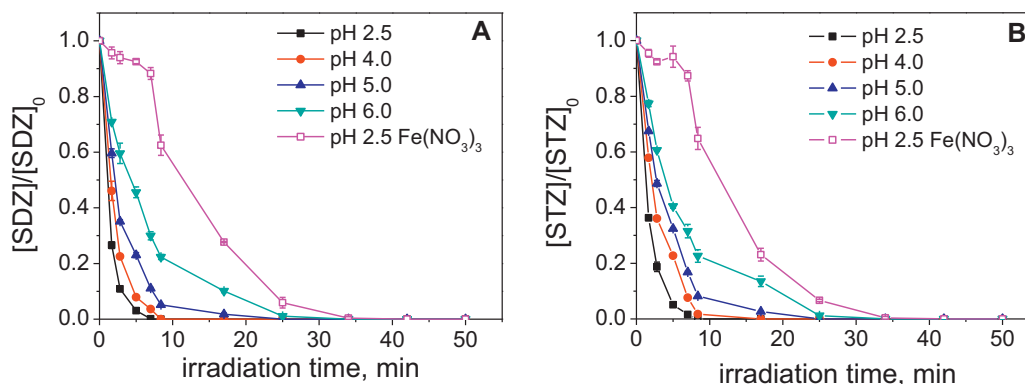 A
pH 2.5
pH 4.0
pH 5.0
pH 6.0
pH 2.5 Fe(NO3)3
[SDZ]/[SDZ]0
1.0
0.8
0.6
0.4
0.2
0.0
0 10 20 30 40 50
irradiation time, min
B
pH 2.5
pH 4.0
pH 5.0
pH 6.0
pH 2.5 Fe(NO3)3
[STZ]/[STZ]0
1.0
0.8
0.6
0.4
0.2
0.0
0 10 20 30 40 50
irradiation time, min